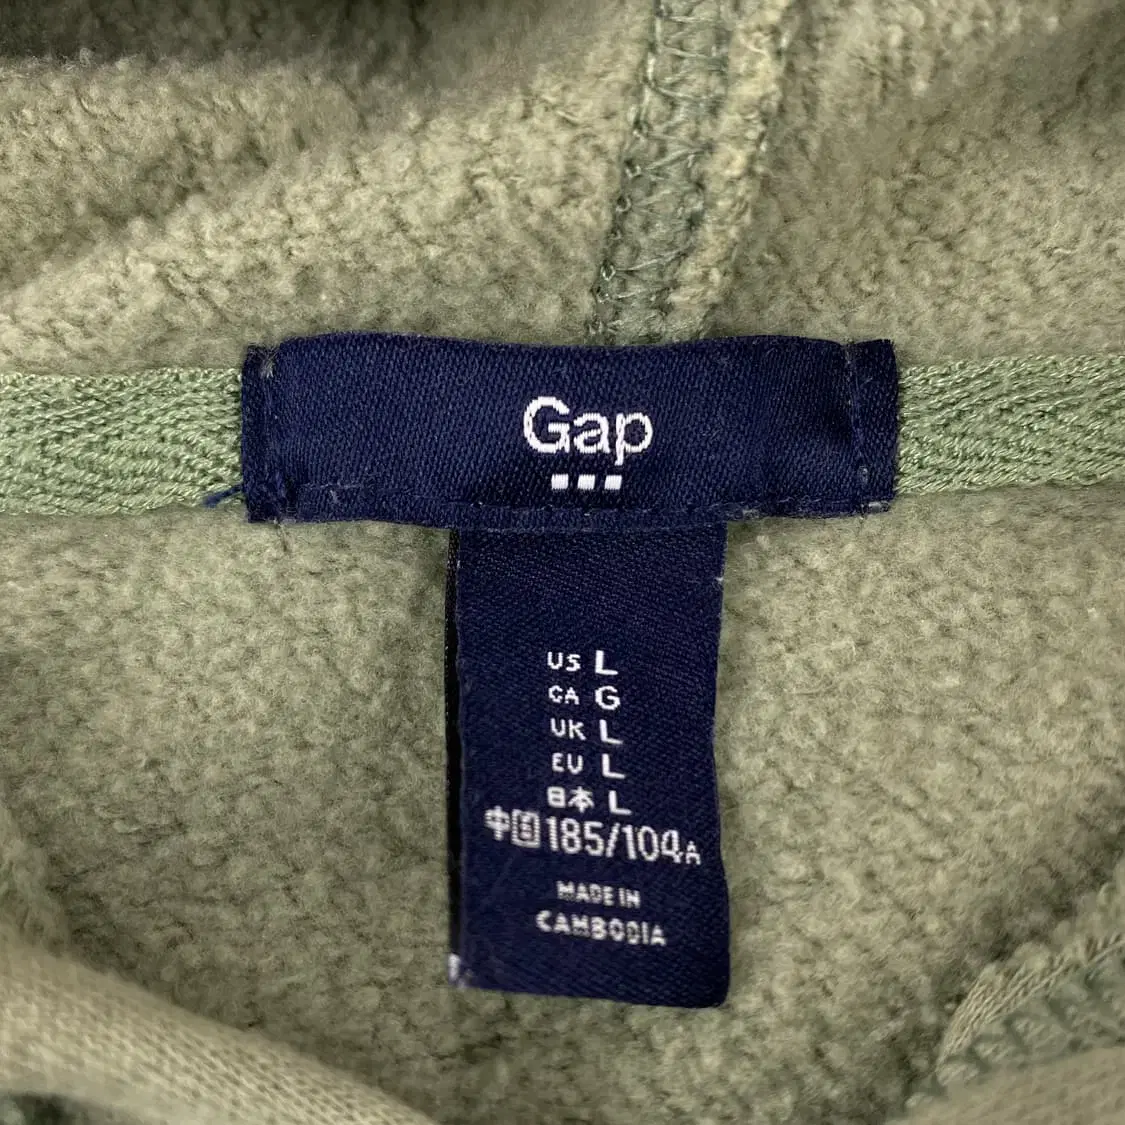 Gap
US L
CA G
UK L
EU L
日本 L
中国 185/104A
MADE IN
CAMBODIA